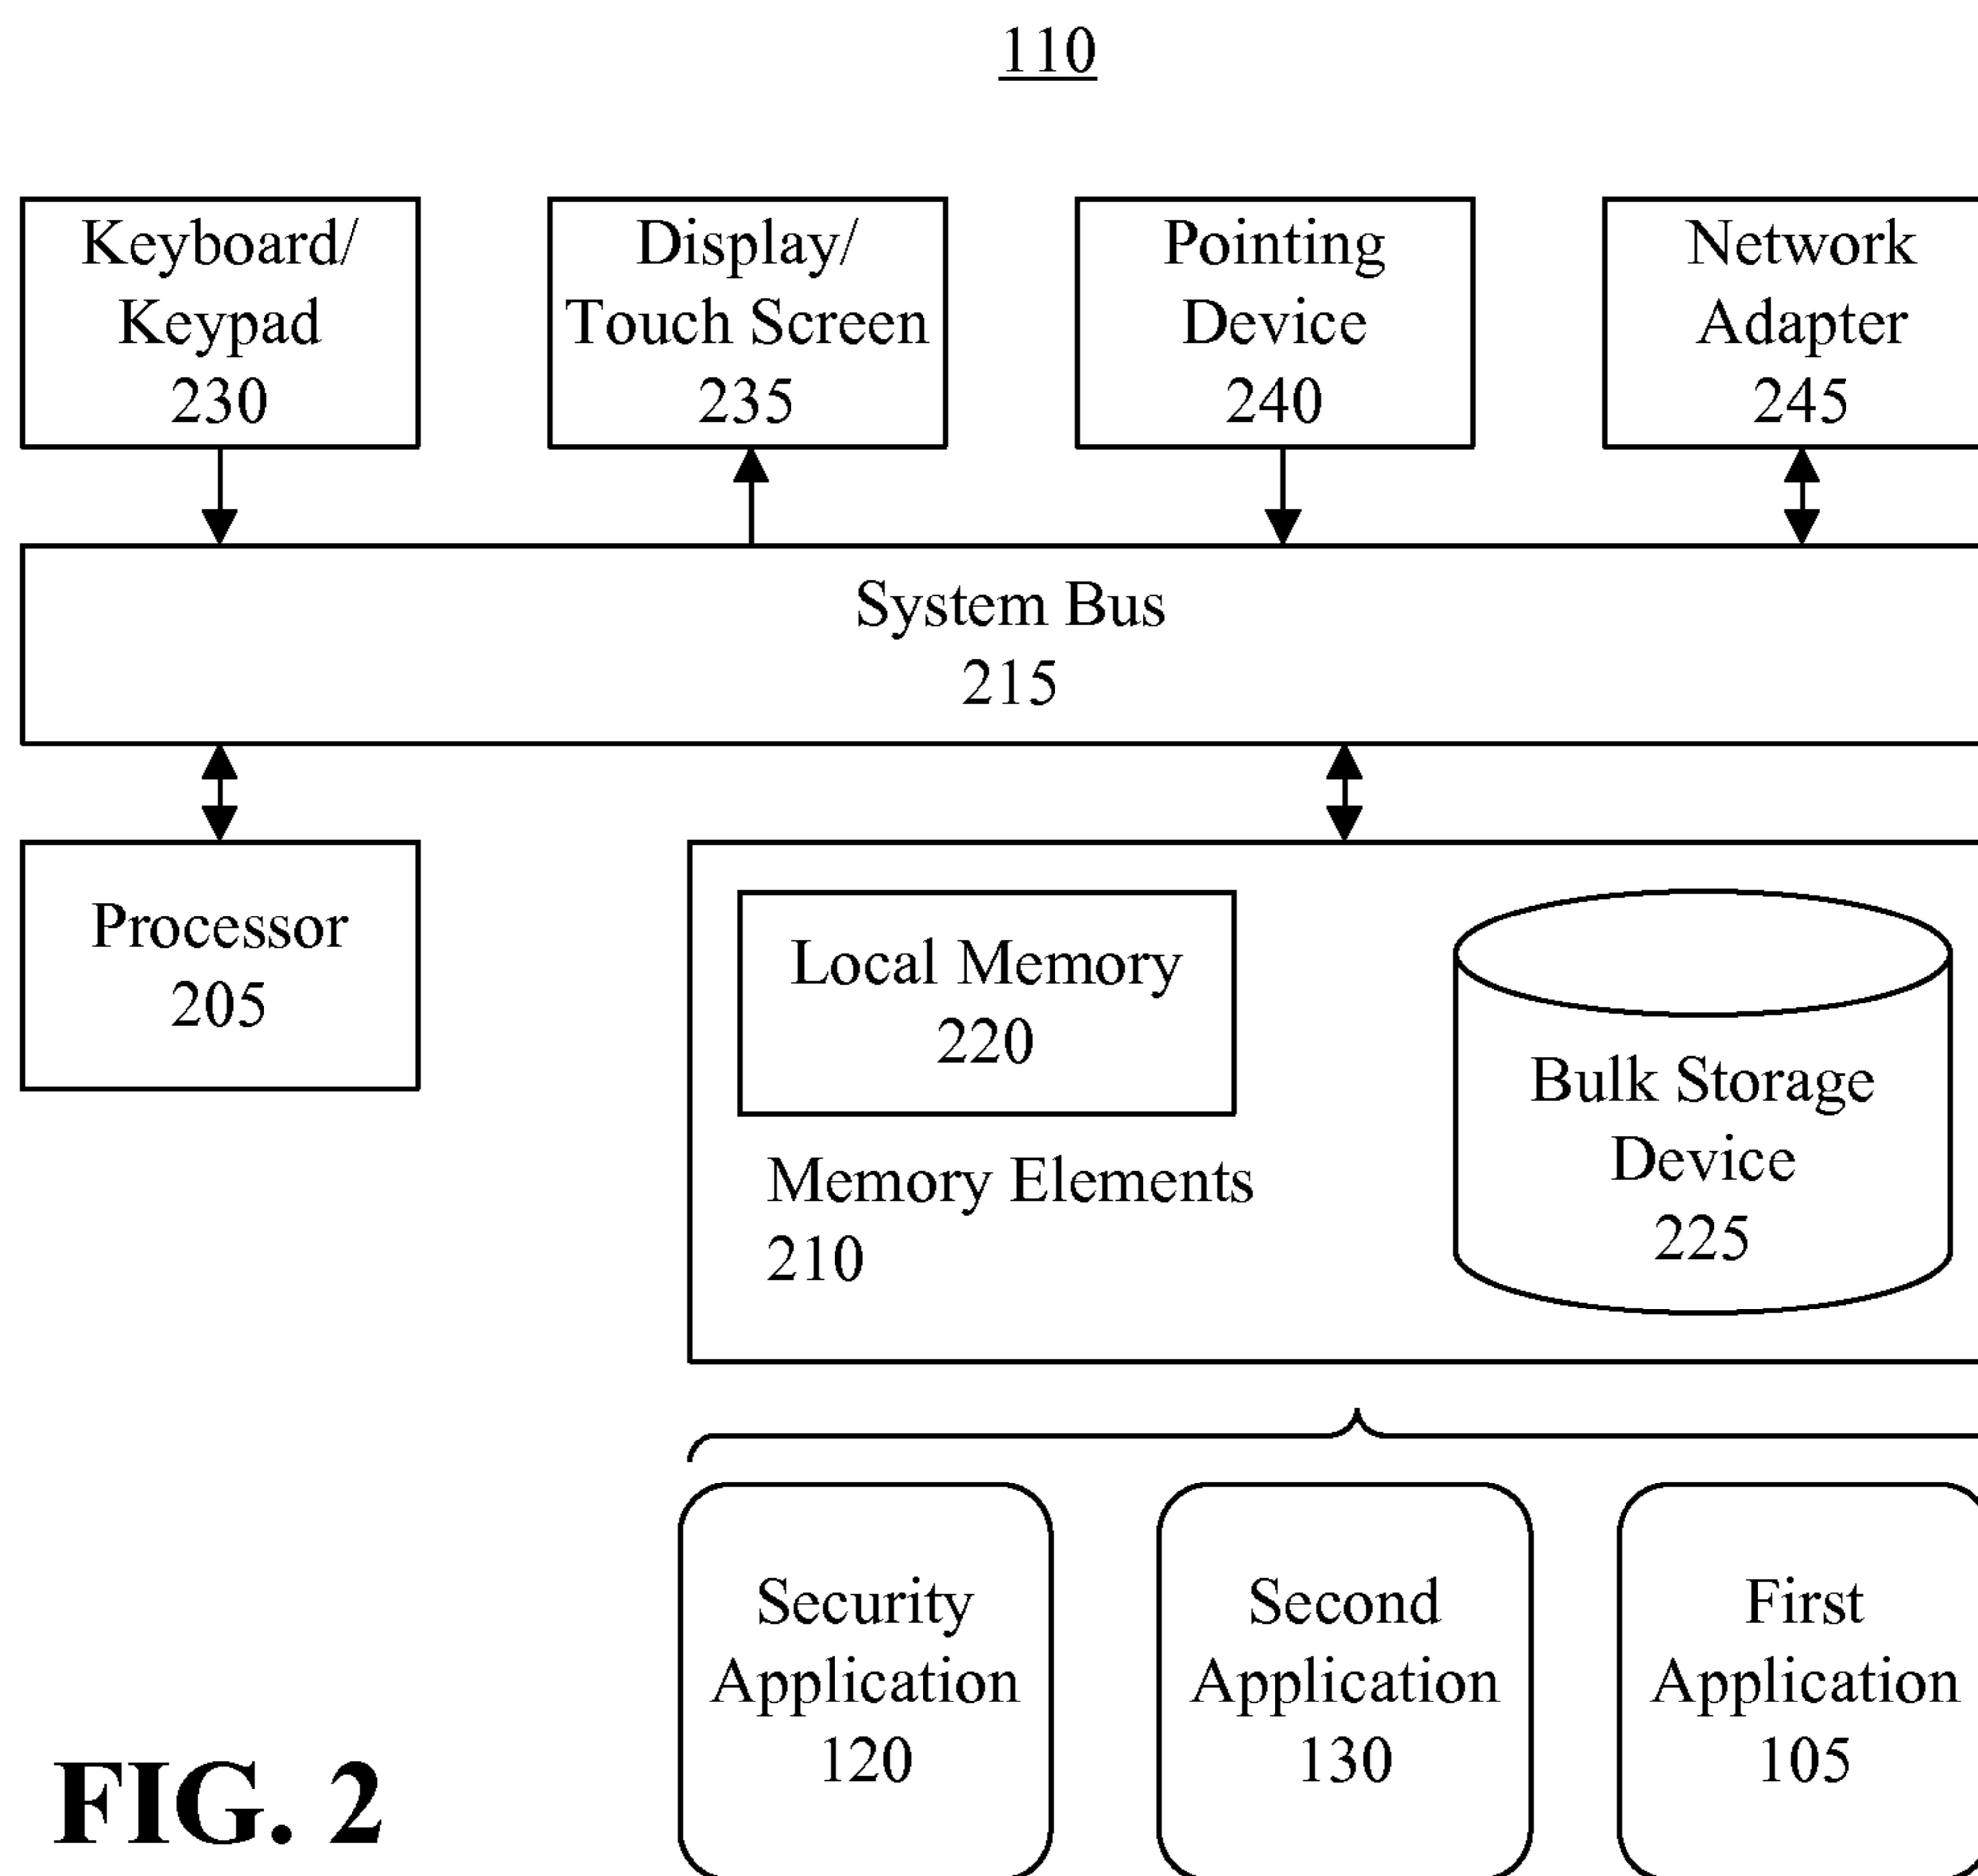 110
Keyboard/
Keypad
230
Display/
Touch Screen
235
Pointing
Device
240
Network
Adapter
245
System Bus
215
Processor
205
Local Memory
220
Memory Elements
210
Bulk Storage
Device
225
Security
Application
120
Second
Application
130
First
Application
105
FIG. 2